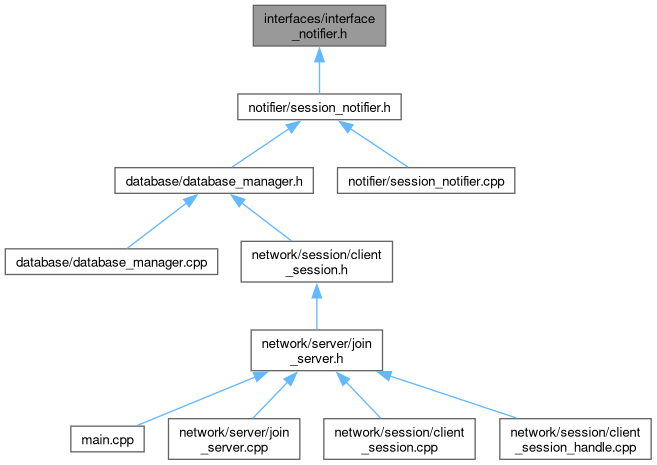 interfaces/interface
_notifier.h
notifier/session_notifier.h
database/database_manager.h
notifier/session_notifier.cpp
database/database_manager.cpp
network/session/client
_session.h
network/server/join
_server.h
main.cpp
network/server/join
_server.cpp
network/session/client
_session.cpp
network/session/client
_session_handle.cpp